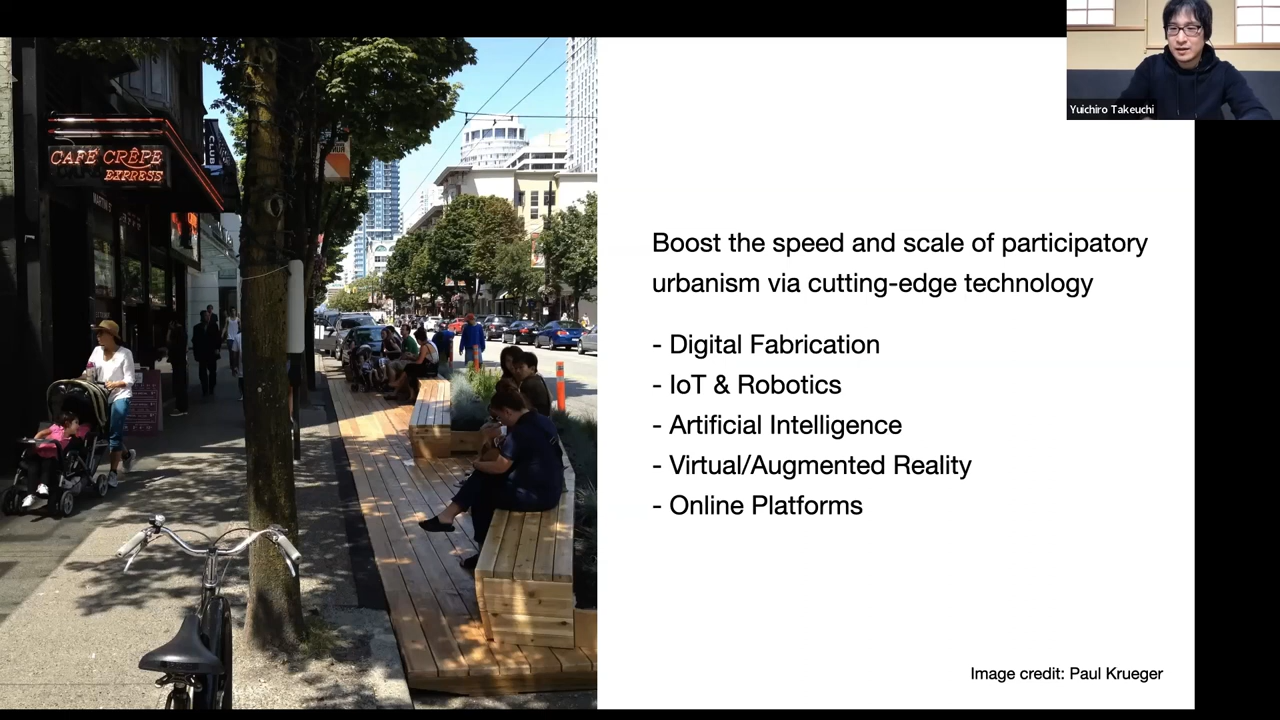 Yuichiro Takeuchi
CAFÉ CRÊPE
EXPRESS
CLUB
Boost the speed and scale of participatory
urbanism via cutting-edge technology
- Digital Fabrication
- IoT & Robotics
- Artificial Intelligence
- Virtual/Augmented Reality
- Online Platforms
Image credit: Paul Krueger